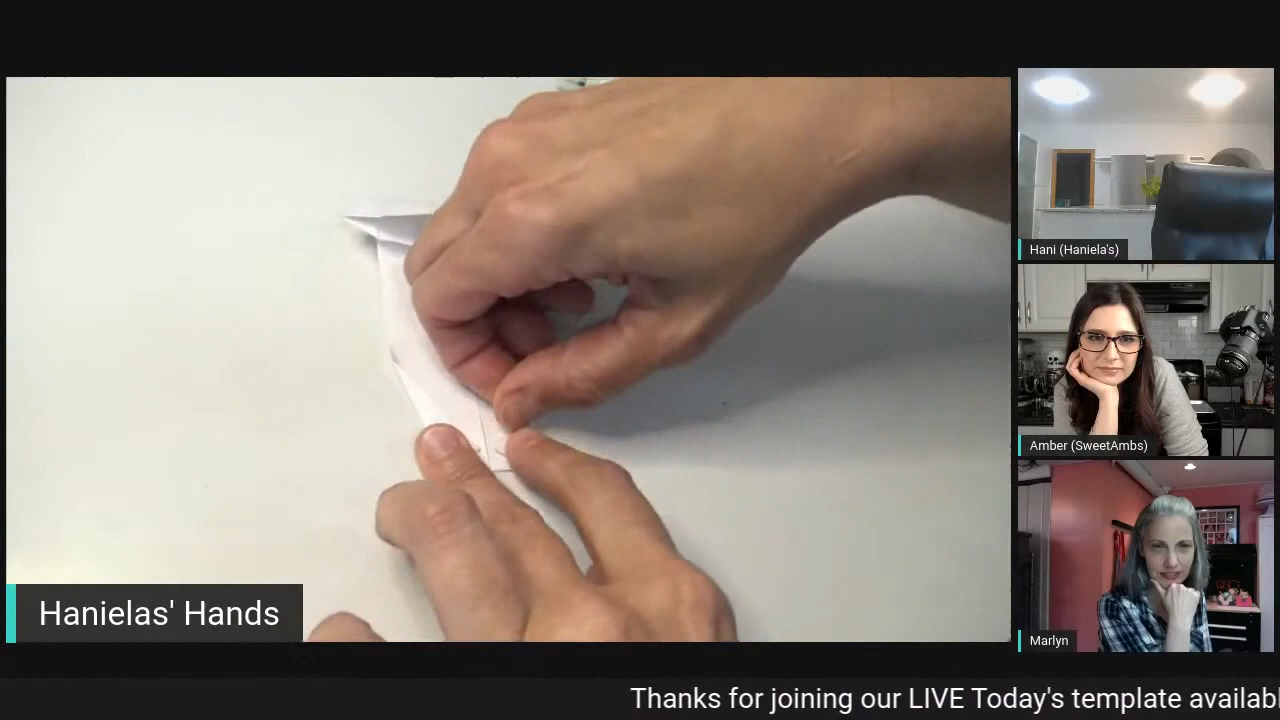 Hani (Haniela's)
Amber (SweetAmbs)
Hanielas' Hands
Marlyn
Thanks for joining our LIVE Today's template availabl